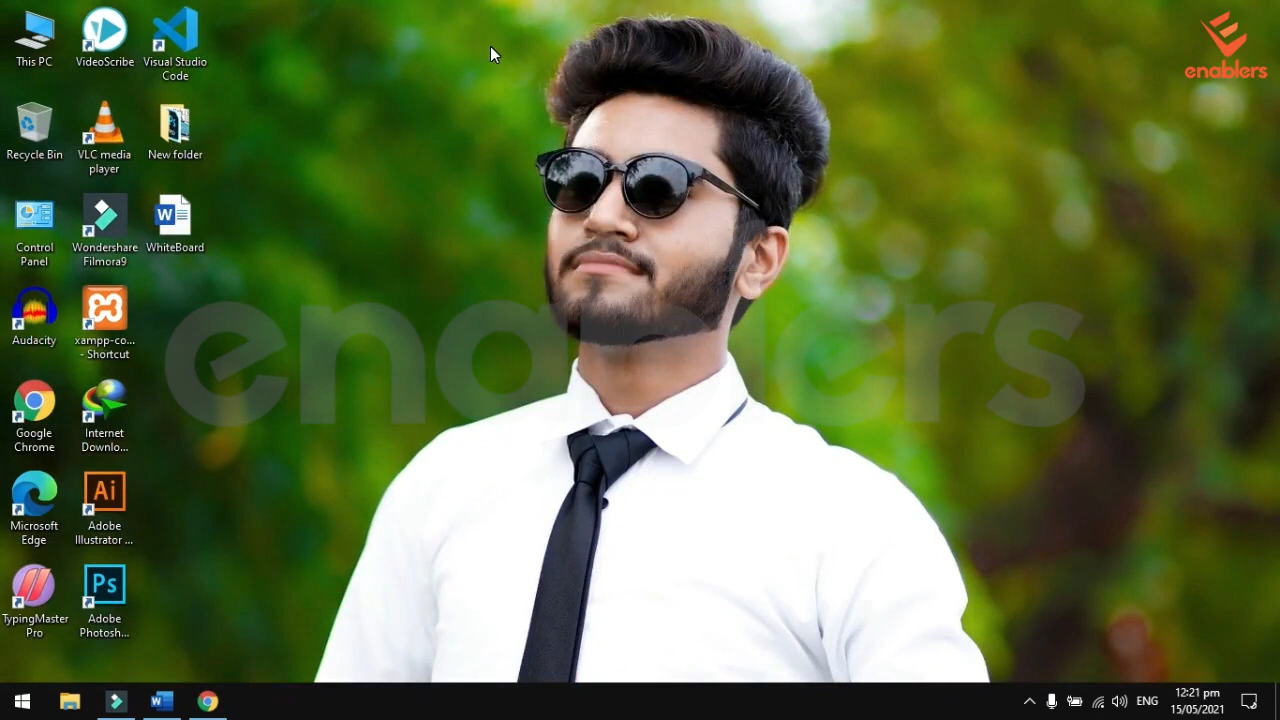 This PC
VideoScribe
Visual Studio
Code
Recycle Bin
VLC media
player
New folder
Control
Panel
Wondershare
Filmora9
WhiteBoard
Audacity
xampp-co...
- Shortcut
Google
Chrome
Internet
Downlo...
Microsoft
Edge
Ai
Adobe
Illustrator ...
TypingMaster
Pro
Ps
Adobe
Photosh...
enablers
enablers
W
W
ENG
12:21 pm
15/05/2021